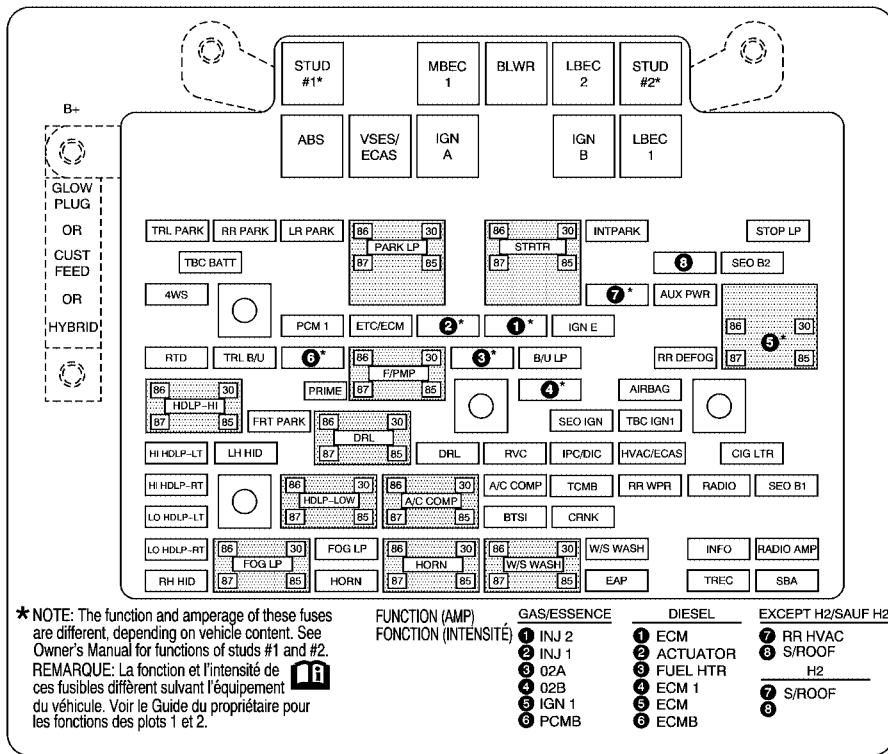 STUD #1*
MBEC 1
BLWR
LBEC 2
STUD #2*
B+
ABS
VSES/ ECAS
IGN A
IGN B
LBEC 1
GLOW PLUG
OR
CUST FEED
OR
HYBRID
TRL PARK
RR PARK
LR PARK
86 30
PARK LP
87 85
86 30
STRTR
87 85
INTPARK
STOP LP
TBC BATT
8
SEO B2
4WS
7*
AUX PWR
PCM 1
ETC/ECM
2*
1*
IGN E
86 30
5*
87 85
RTD
TRL B/U
6*
86 30
F/PMP
87 85
3*
B/U LP
RR DEFOG
PRIME
4*
AIRBAG
86 30
HDLP-HI
87 85
FRT PARK
86 30
DRL
87 85
SEO IGN
TBC IGN1
HI HDLP-LT
LH HID
DRL
RVC
IPC/DIC
HVAC/ECAS
CIG LTR
HI HDLP-RT
86 30
HDLP-LOW
87 85
86 30
A/C COMP
87 85
A/C COMP
TCMB
RR WPR
RADIO
SEO B1
LO HDLP-LT
BTSI
CRNK
LO HDLP-RT
86 30
FOG LP
87 85
FOG LP
86 30
HORN
87 85
86 30
W/S WASH
87 85
W/S WASH
INFO
RADIO AMP
RH HID
HORN
EAP
TREC
SBA
* NOTE: The function and amperage of these fuses
are different, depending on vehicle content. See
Owner's Manual for functions of studs #1 and #2.
REMARQUE: La fonction et l'intensité de
ces fusibles diffèrent sulvant l'équipement
du véhicule. Voir le Guide du propriétaire pour
les fonctions des plots 1 et 2.
FUNCTION (AMP)
FONCTION (INTENSITÉ)
GAS/ESSENCE
1 INJ 2
2 INJ 1
3 02A
4 02B
5 IGN 1
6 PCMB
DIESEL
1 ECM
2 ACTUATOR
3 FUEL HTR
4 ECM 1
5 ECM
6 ECMB
EXCEPT H2/SAUF H2
7 RR HVAC
8 S/ROOF
H2
7 S/ROOF
8